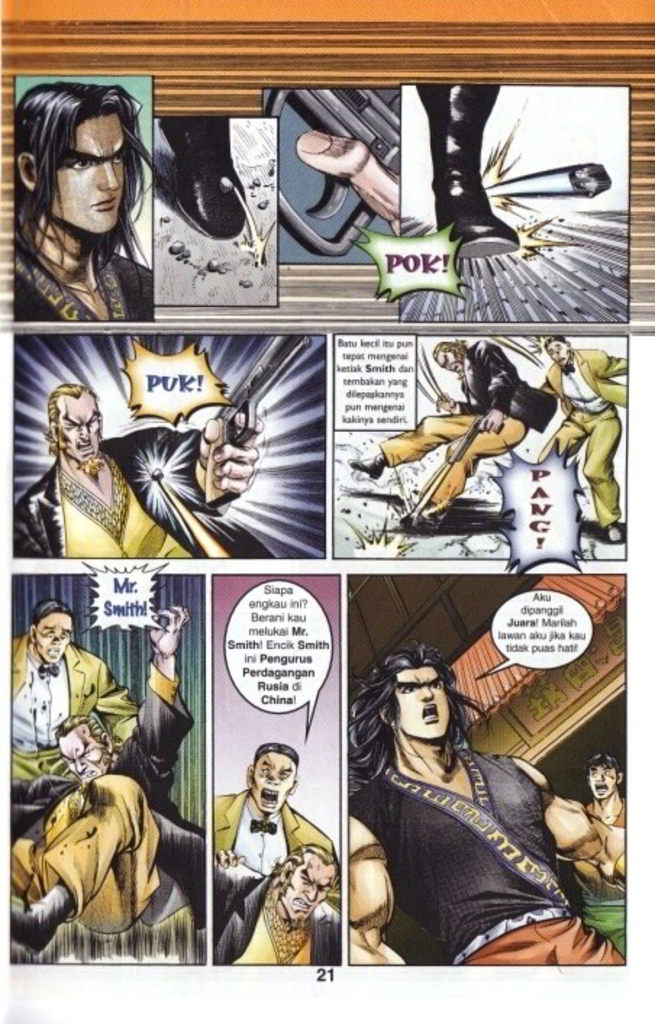 POK!
PUK!
Batu kecil itu pun
tepat mengenai
ketiak Smith dan
tembakan yang
dilepaskannya
pun mengenai
kakinya sendiri.
PANG!
Mr.
Smith!
Siapa
engkau ini?
Berani kau
melukai Mr.
Smith! Encik Smith
ini Pengurus
Perdagangan
Rusia di
China!
Aku
dipanggil
Juara! Marilah
lawan aku jika kau
tidak puas hati!
21